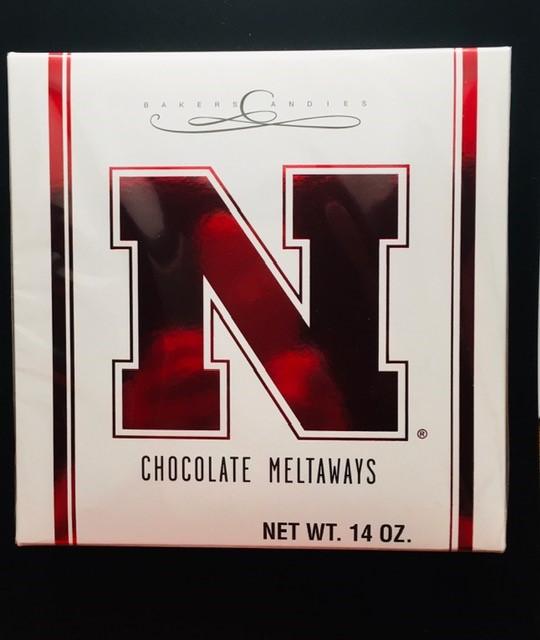 BAKERS CANDIES
N®
CHOCOLATE MELTAWAYS
NET WT. 14 OZ.